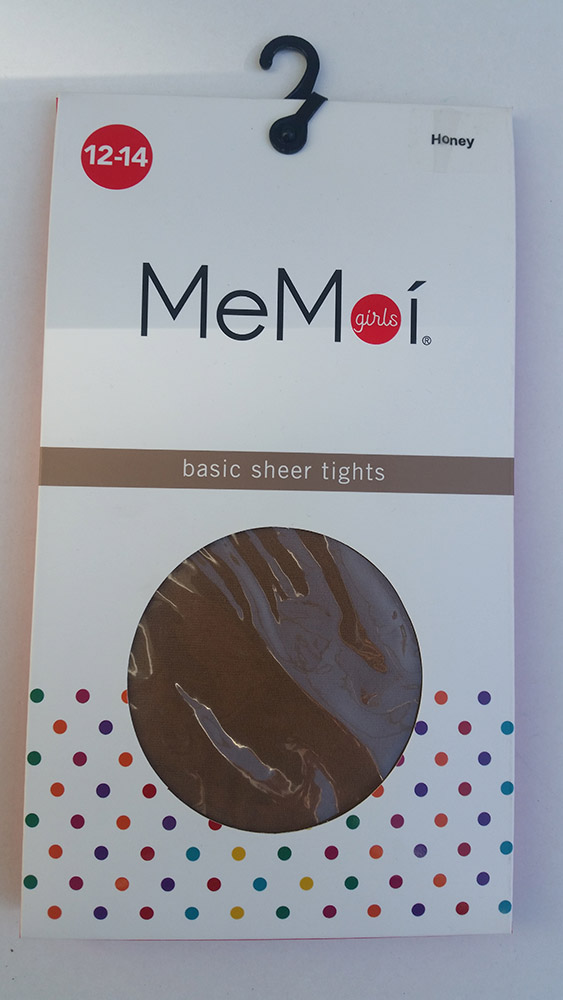 12-14
Honey
MeMoí girls ®
basic sheer tights